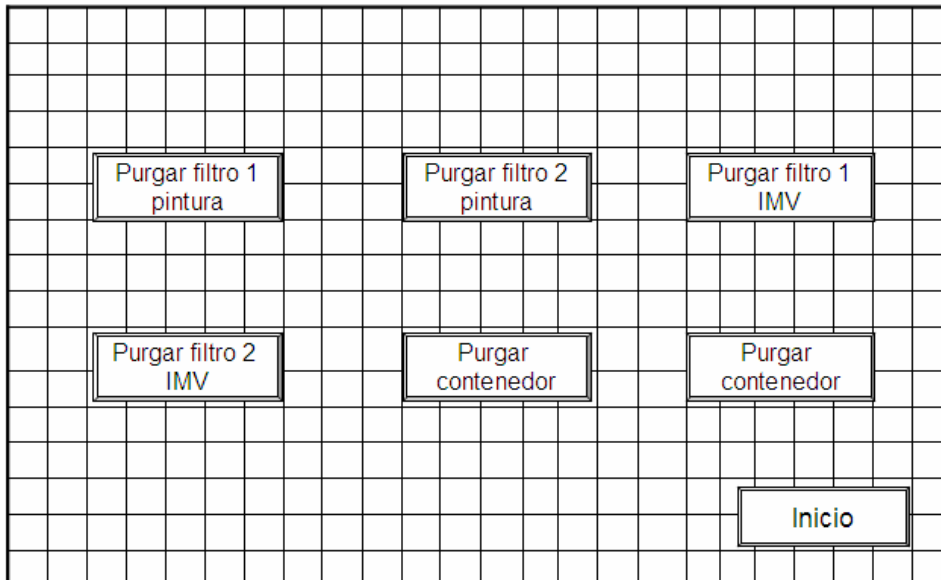 Purgar filtro 1
pintura
Purgar filtro 2
pintura
Purgar filtro 1
IMV
Purgar filtro 2
IMV
Purgar
contenedor
Purgar
contenedor
Inicio